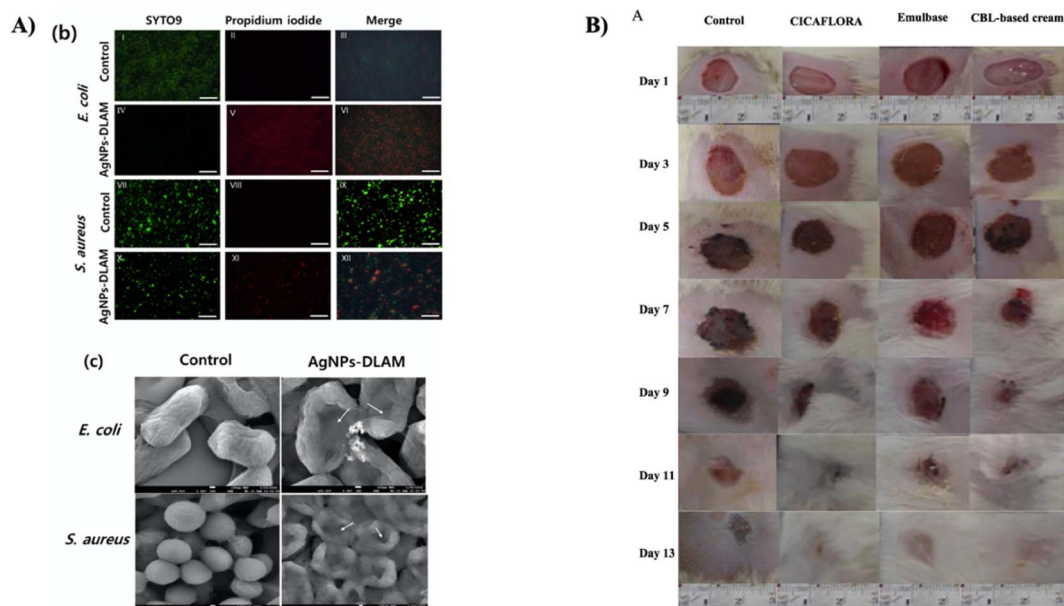 A)
(b)
SYTO9 Propidium iodide Merge
E. coli
Control
I II III
AgNPs-DLAM
IV V VI
S. aureus
Control
VII VIII IX
AgNPs-DLAM
X XI XII
(c)
Control AgNPs-DLAM
E. coli
S. aureus
B)
A
Control CICAFLORA Emulbase CBL-based cream
Day 1
Day 3
Day 5
Day 7
Day 9
Day 11
Day 13